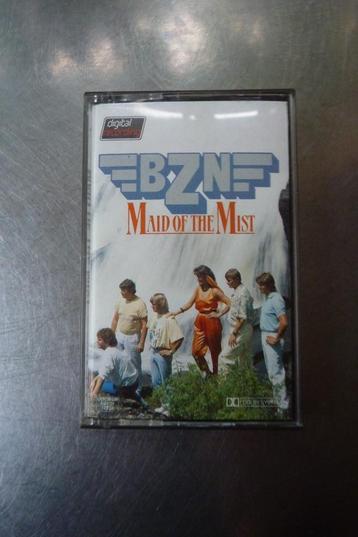 digital
recording
BZN
MAID OF THE MIST
DOLBY SYSTEM